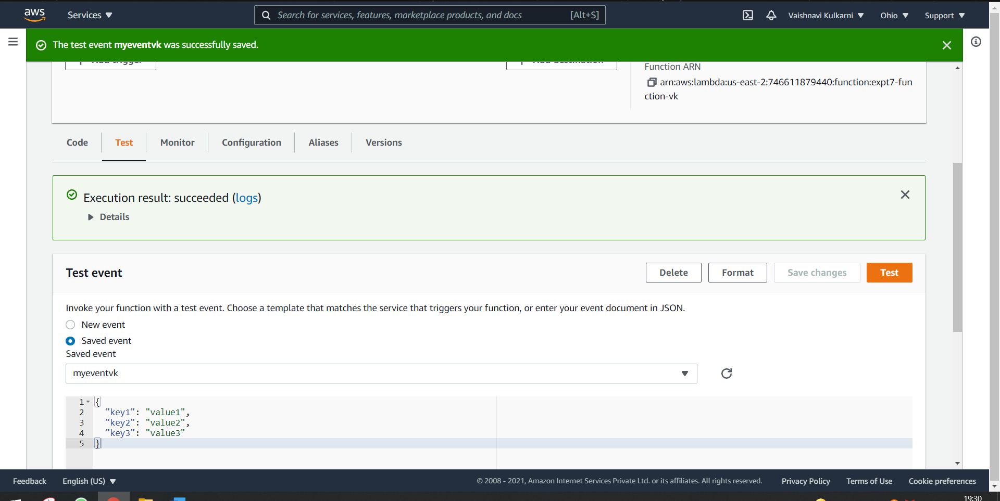 aws
Services
Search for services, features, marketplace products, and docs
[Alt+S]
Vaishnavi Kulkarni
Ohio
Support
The test event myeventvk was successfully saved.
Add trigger
Add destination
Function ARN
arn:aws:lambda:us-east-2:746611879440:function:expt7-fun
ction-vk
Code
Test
Monitor
Configuration
Aliases
Versions
Execution result: succeeded (logs)
Details
Test event
Delete
Format
Save changes
Test
Invoke your function with a test event. Choose a template that matches the service that triggers your function, or enter your event document in JSON.
New event
Saved event
Saved event
myeventvk
1 {
2 "key1": "value1",
3 "key2": "value2",
4 "key3": "value3"
5 }
Feedback
English (US)
© 2008 - 2021, Amazon Internet Services Private Ltd. or its affiliates. All rights reserved.
Privacy Policy
Terms of Use
Cookie preferences
19:30